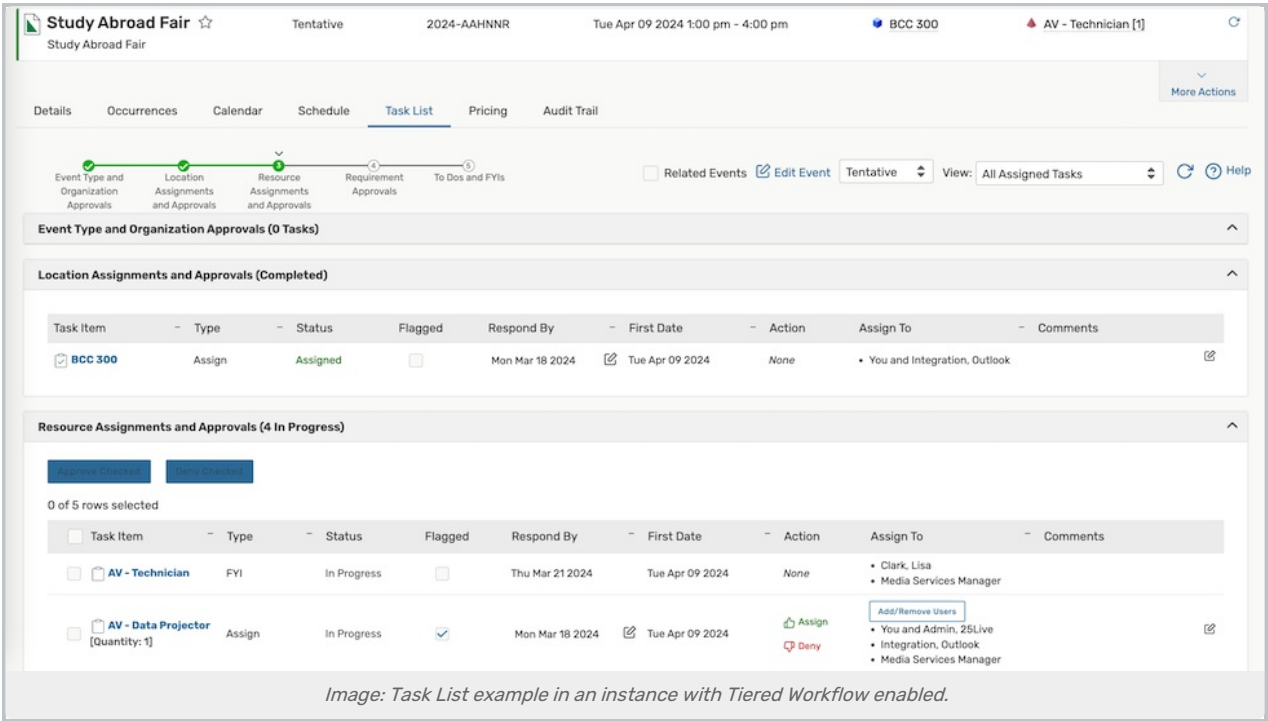 Study Abroad Fair Tentative 2024-AAHNNR Tue Apr 09 2024 1:00 pm - 4:00 pm BCC 300 AV - Technician [1]
Study Abroad Fair
More Actions
Details Occurrences Calendar Schedule Task List Pricing Audit Trail
3 4 5
Event Type and Organization Approvals
Location Assignments and Approvals
Resource Assignments and Approvals
Requirement Approvals
To Dos and FYIs
Related Events Edit Event Tentative View: All Assigned Tasks Help
Event Type and Organization Approvals (0 Tasks)
Location Assignments and Approvals (Completed)
Task Item – Type – Status Flagged Respond By – First Date – Action Assign To – Comments
BCC 300 Assign Assigned Mon Mar 18 2024 Tue Apr 09 2024 None • You and Integration, Outlook
Resource Assignments and Approvals (4 In Progress)
Approve Checked Deny Checked
0 of 5 rows selected
Task Item – Type – Status Flagged Respond By – First Date – Action Assign To – Comments
AV - Technician FYI In Progress Thu Mar 21 2024 Tue Apr 09 2024 None • Clark, Lisa
• Media Services Manager
AV - Data Projector
[Quantity: 1]
Assign In Progress Mon Mar 18 2024 Tue Apr 09 2024
Assign
Deny
Add/Remove Users
• You and Admin, 25Live
• Integration, Outlook
• Media Services Manager
Image: Task List example in an instance with Tiered Workflow enabled.